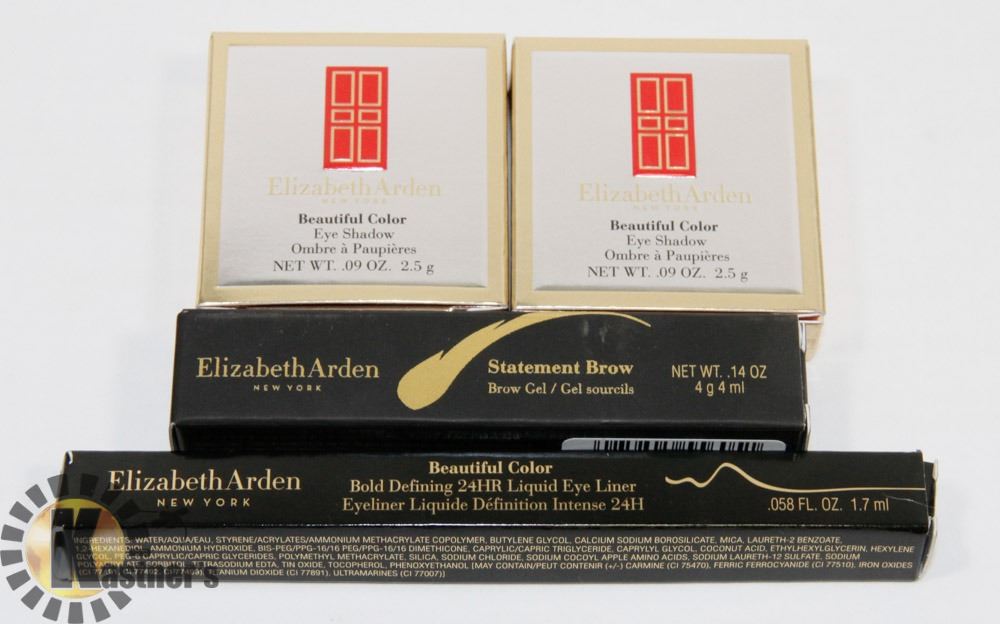 Elizabeth Arden
NEW YORK
Beautiful Color
Eye Shadow
Ombre à Paupières
NET WT. .09 OZ. 2.5 g
Elizabeth Arden
NEW YORK
Beautiful Color
Eye Shadow
Ombre à Paupières
NET WT. .09 OZ. 2.5 g
Elizabeth Arden
NEW YORK
Statement Brow
Brow Gel / Gel sourcils
NET WT. .14 OZ
4 g 4 ml
Elizabeth Arden
NEW YORK
Beautiful Color
Bold Defining 24HR Liquid Eye Liner
Eyeliner Liquide Définition Intense 24H
.058 FL. OZ. 1.7 ml
INGREDIENTS: WATER/AQUA/EAU, STYRENE/ACRYLATES/AMMONIUM METHACRYLATE COPOLYMER, BUTYLENE GLYCOL, CALCIUM SODIUM BOROSILICATE, MICA, LAURETH-2 BENZOATE,
1,2-HEXANEDIOL, AMMONIUM HYDROXIDE, BIS-PEG/PPG-16/16 PEG/PPG-16/16 DIMETHICONE, CAPRYLIC/CAPRIC TRIGLYCERIDE, CAPRYLYL GLYCOL, COCONUT ACID, ETHYLHEXYLGLYCERIN, HEXYLENE
GLYCOL, PEG-6 CAPRYLIC/CAPRIC GLYCERIDES, POLYMETHYL METHACRYLATE, SILICA, SODIUM CHLORIDE, SODIUM COCOYL APPLE AMINO ACIDS, SODIUM LAURETH-12 SULFATE, SODIUM
POLYACRYLATE, SORBITOL, TETRASODIUM EDTA, TIN OXIDE, TOCOPHEROL, PHENOXYETHANOL [MAY CONTAIN/PEUT CONTENIR (+/-) CARMINE (CI 75470), FERRIC FERROCYANIDE (CI 77510), IRON OXIDES
(CI 77491, CI 77492, CI 77499), TITANIUM DIOXIDE (CI 77891), ULTRAMARINES (CI 77007)]
Kastner's